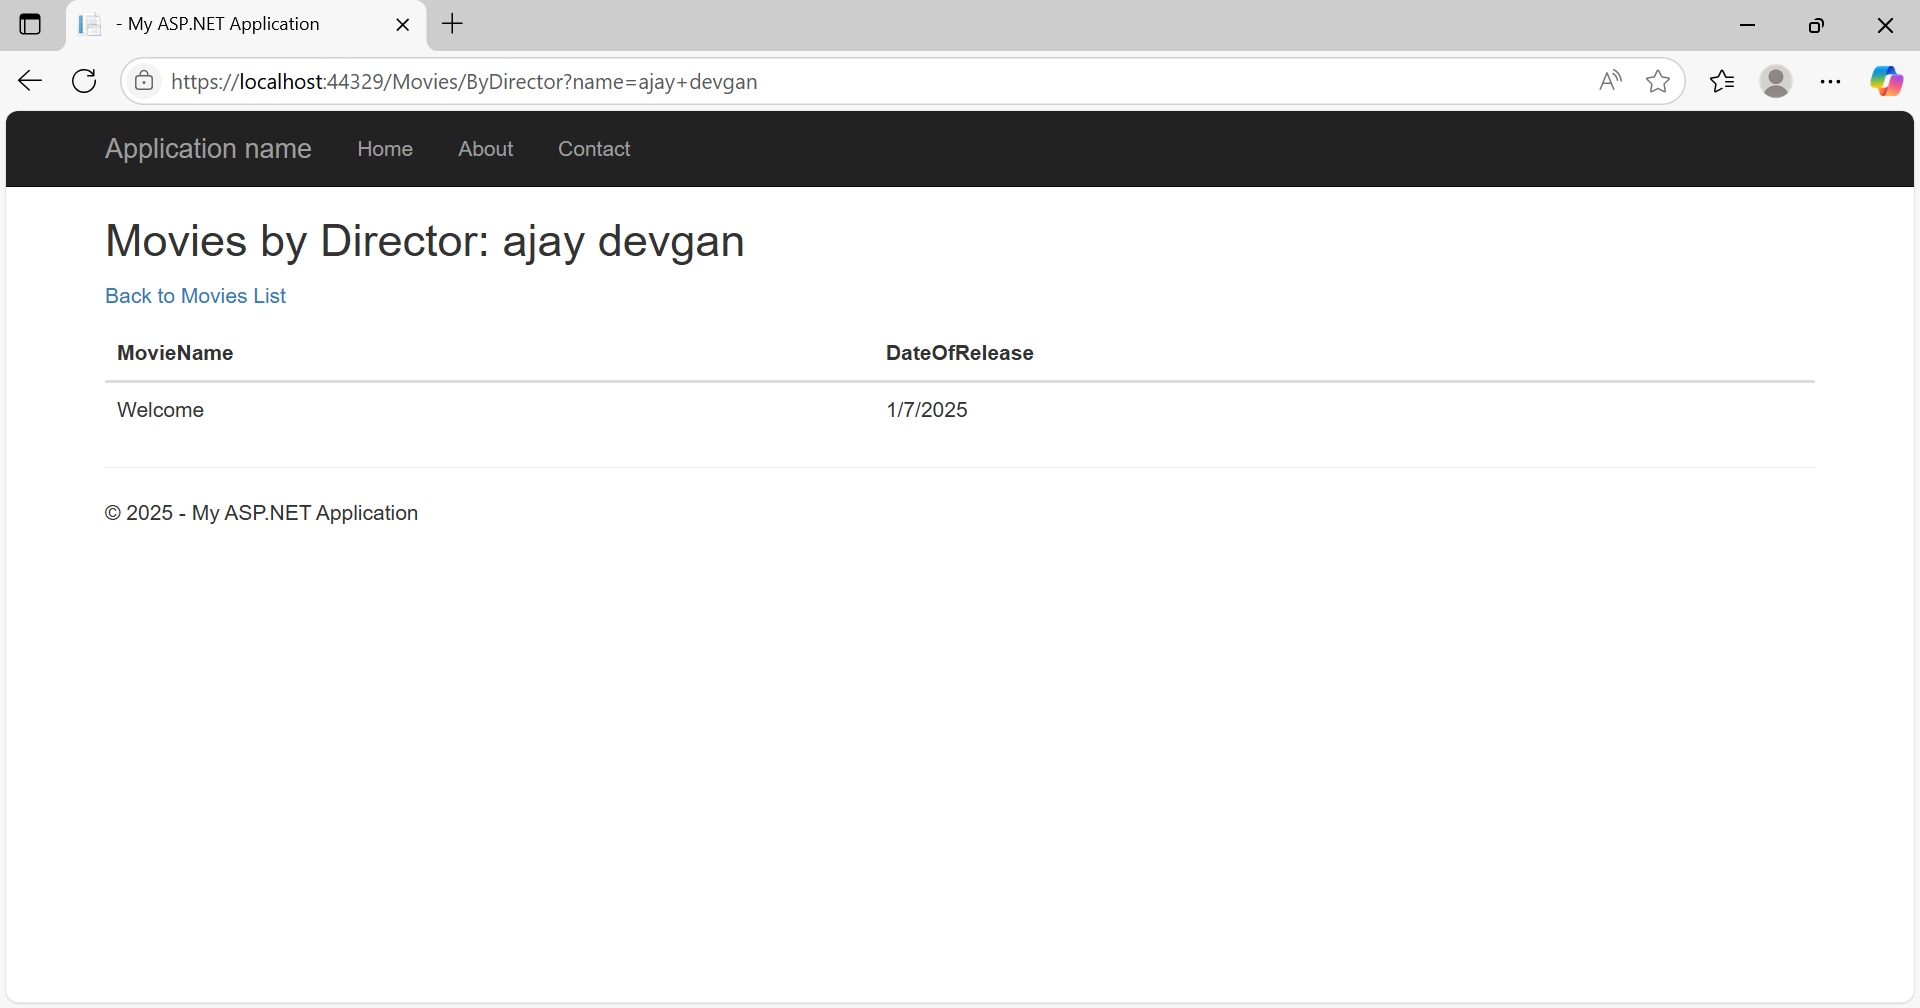 - My ASP.NET Application
https://localhost:44329/Movies/ByDirector?name=ajay+devgan
Application name Home About Contact
Movies by Director: ajay devgan
Back to Movies List
MovieName DateOfRelease
Welcome 1/7/2025
© 2025 - My ASP.NET Application